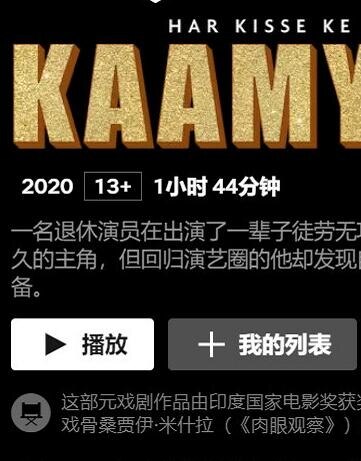 HAR KISSE KE
KAAMY
2020 13+ 1小时 44分钟
一名退休演员在出演了一辈子徒劳无
久的主角，但回归演艺圈的他却发现
备。
播放
我的列表
这部元戏剧作品由印度国家电影奖获
戏骨桑贾伊·米什拉（《肉眼观察》）